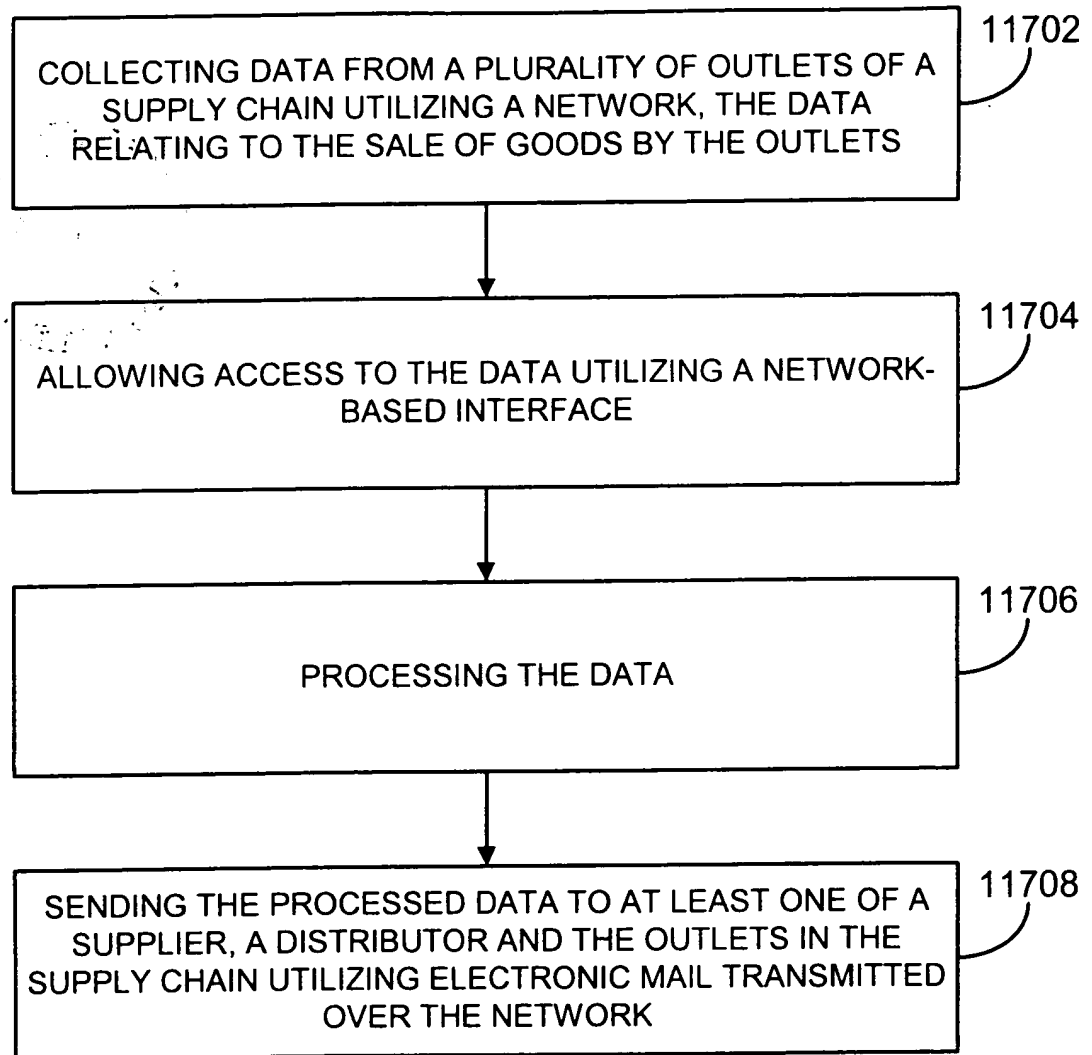 11702
COLLECTING DATA FROM A PLURALITY OF OUTLETS OF A
SUPPLY CHAIN UTILIZING A NETWORK, THE DATA
RELATING TO THE SALE OF GOODS BY THE OUTLETS
11704
ALLOWING ACCESS TO THE DATA UTILIZING A NETWORK-
BASED INTERFACE
11706
PROCESSING THE DATA
11708
SENDING THE PROCESSED DATA TO AT LEAST ONE OF A
SUPPLIER, A DISTRIBUTOR AND THE OUTLETS IN THE
SUPPLY CHAIN UTILIZING ELECTRONIC MAIL TRANSMITTED
OVER THE NETWORK